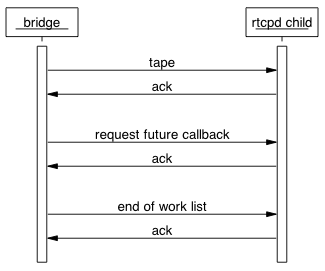 bridge rtcpd child
tape
ack
request future callback
ack
end of work list
ack